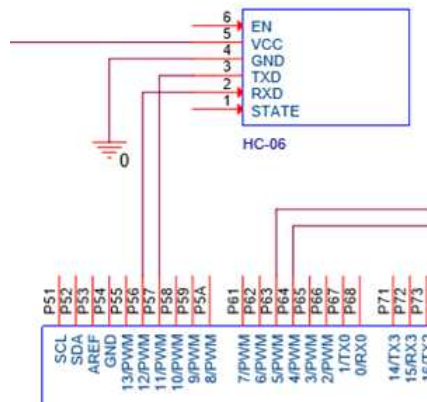 6 EN
5 VCC
4 GND
3 TXD
2 RXD
1 STATE
HC-06
0
P51 P52 P53 P54 P55 P56 P57 P58 P59 P5A P61 P62 P63 P64 P65 P66 P67 P68 P71 P72 P73
SCL SDA AREF GND 13/PWM 12/PWM 11/PWM 10/PWM 9/PWM 8/PWM 7/PWM 6/PWM 5/PWM 4/PWM 3/PWM 2/PWM 1/TX0 0/RX0 14/TX3 15/RX3 16/TX2